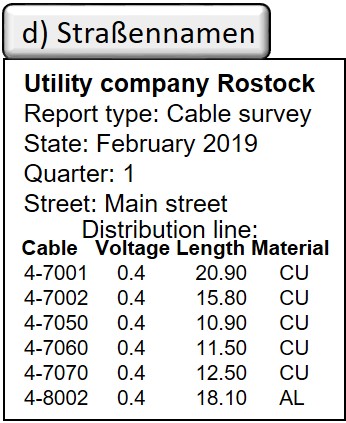 d) Straßennamen
Utility company Rostock
Report type: Cable survey
State: February 2019
Quarter: 1
Street: Main street
Distribution line:
Cable Voltage Length Material
4-7001 0.4 20.90 CU
4-7002 0.4 15.80 CU
4-7050 0.4 10.90 CU
4-7060 0.4 11.50 CU
4-7070 0.4 12.50 CU
4-8002 0.4 18.10 AL